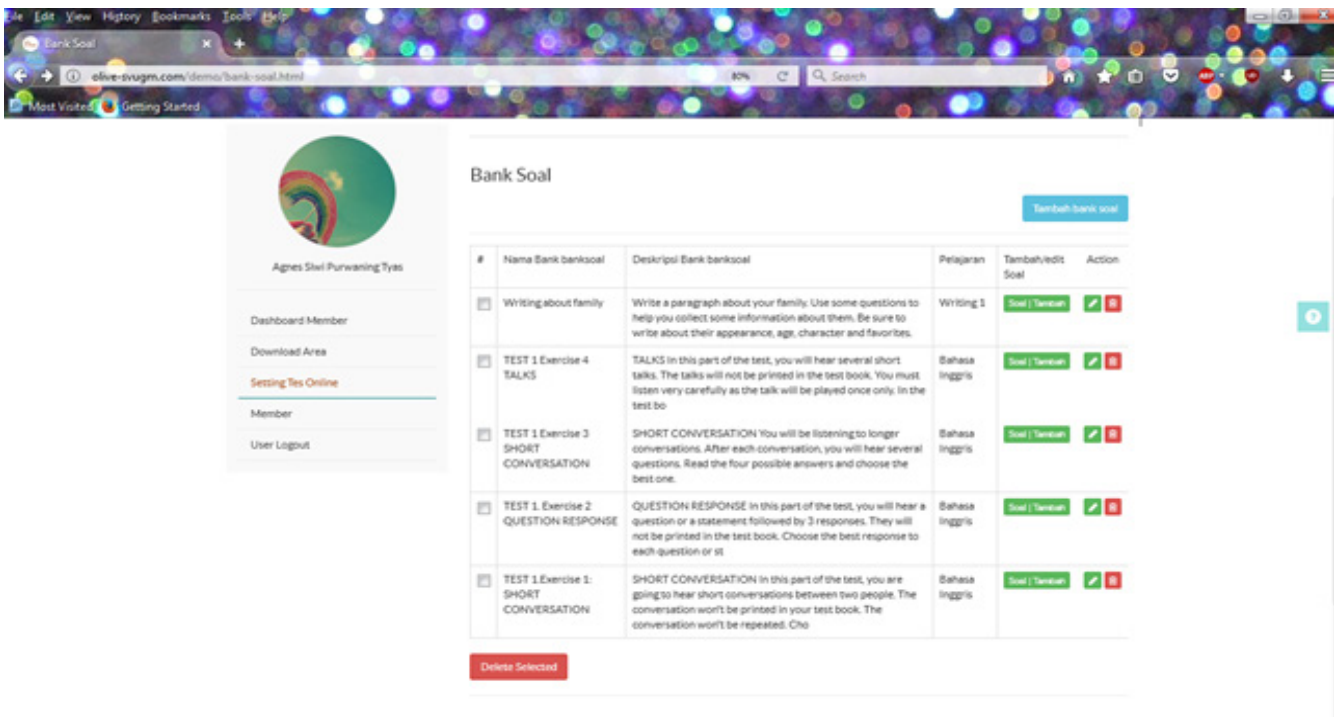 File Edit View History Bookmarks Tools Help
Bank Soal
olive-svugm.com/demo/bank-soal.html
80%
Search
Most Visited Getting Started
Agnes Siwi Purwaning Tyas
Dashboard Member
Download Area
Setting Tes Online
Member
User Logout
Bank Soal
Tambah bank soal
# Nama Bank banksoal Deskripsi Bank banksoal Pelajaran Tambah/edit Action
Soal
Writing about family Write a paragraph about your family. Use some questions to Writing 1 Soal | Tambah
help you collect some information about them. Be sure to
write about their appearance, age, character and favorites.
TEST 1 Exercise 4 TALKS In this part of the test, you will hear several short Bahasa Soal | Tambah
TALKS talks. The talks will not be printed in the test book. You must Inggris
listen very carefully as the talk will be played once only. In the
test bo
TEST 1 Exercise 3 SHORT CONVERSATION You will be listening to longer Bahasa Soal | Tambah
SHORT conversations. After each conversation, you will hear several Inggris
CONVERSATION questions. Read the four possible answers and choose the
best one.
TEST 1. Exercise 2 QUESTION RESPONSE In this part of the test, you will hear a Bahasa Soal | Tambah
QUESTION RESPONSE question or a statement followed by 3 responses. They will Inggris
not be printed in the test book. Choose the best response to
each question or st
TEST 1.Exercise 1: SHORT CONVERSATION In this part of the test, you are Bahasa Soal | Tambah
SHORT going to hear short conversations between two people. The Inggris
CONVERSATION conversation won't be printed in your test book. The
conversation won't be repeated. Cho
Delete Selected